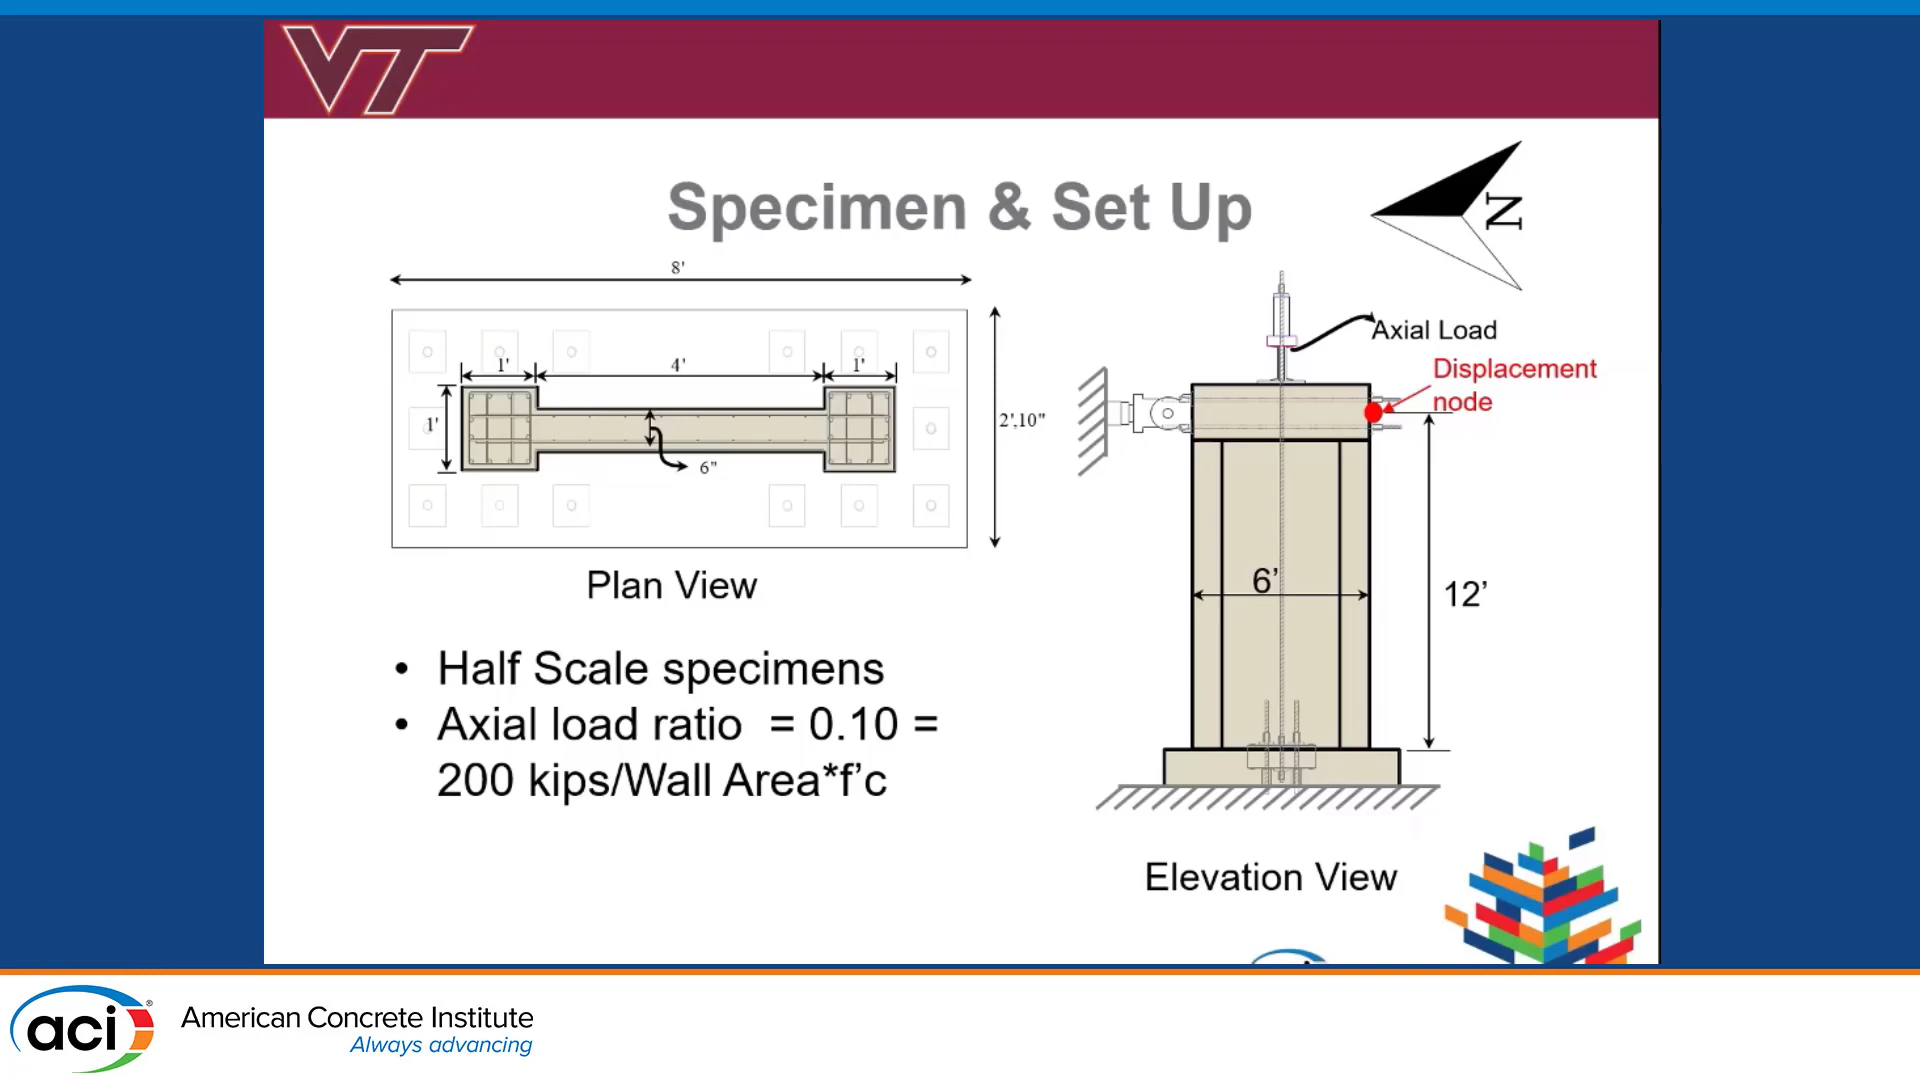 VT
Specimen & Set Up
N
8'
1'
4'
1'
1'
6"
2',10"
Plan View
• Half Scale specimens
• Axial load ratio = 0.10 =
200 kips/Wall Area*f’c
Axial Load
Displacement
node
6’
12’
Elevation View
aci®
American Concrete Institute
Always advancing